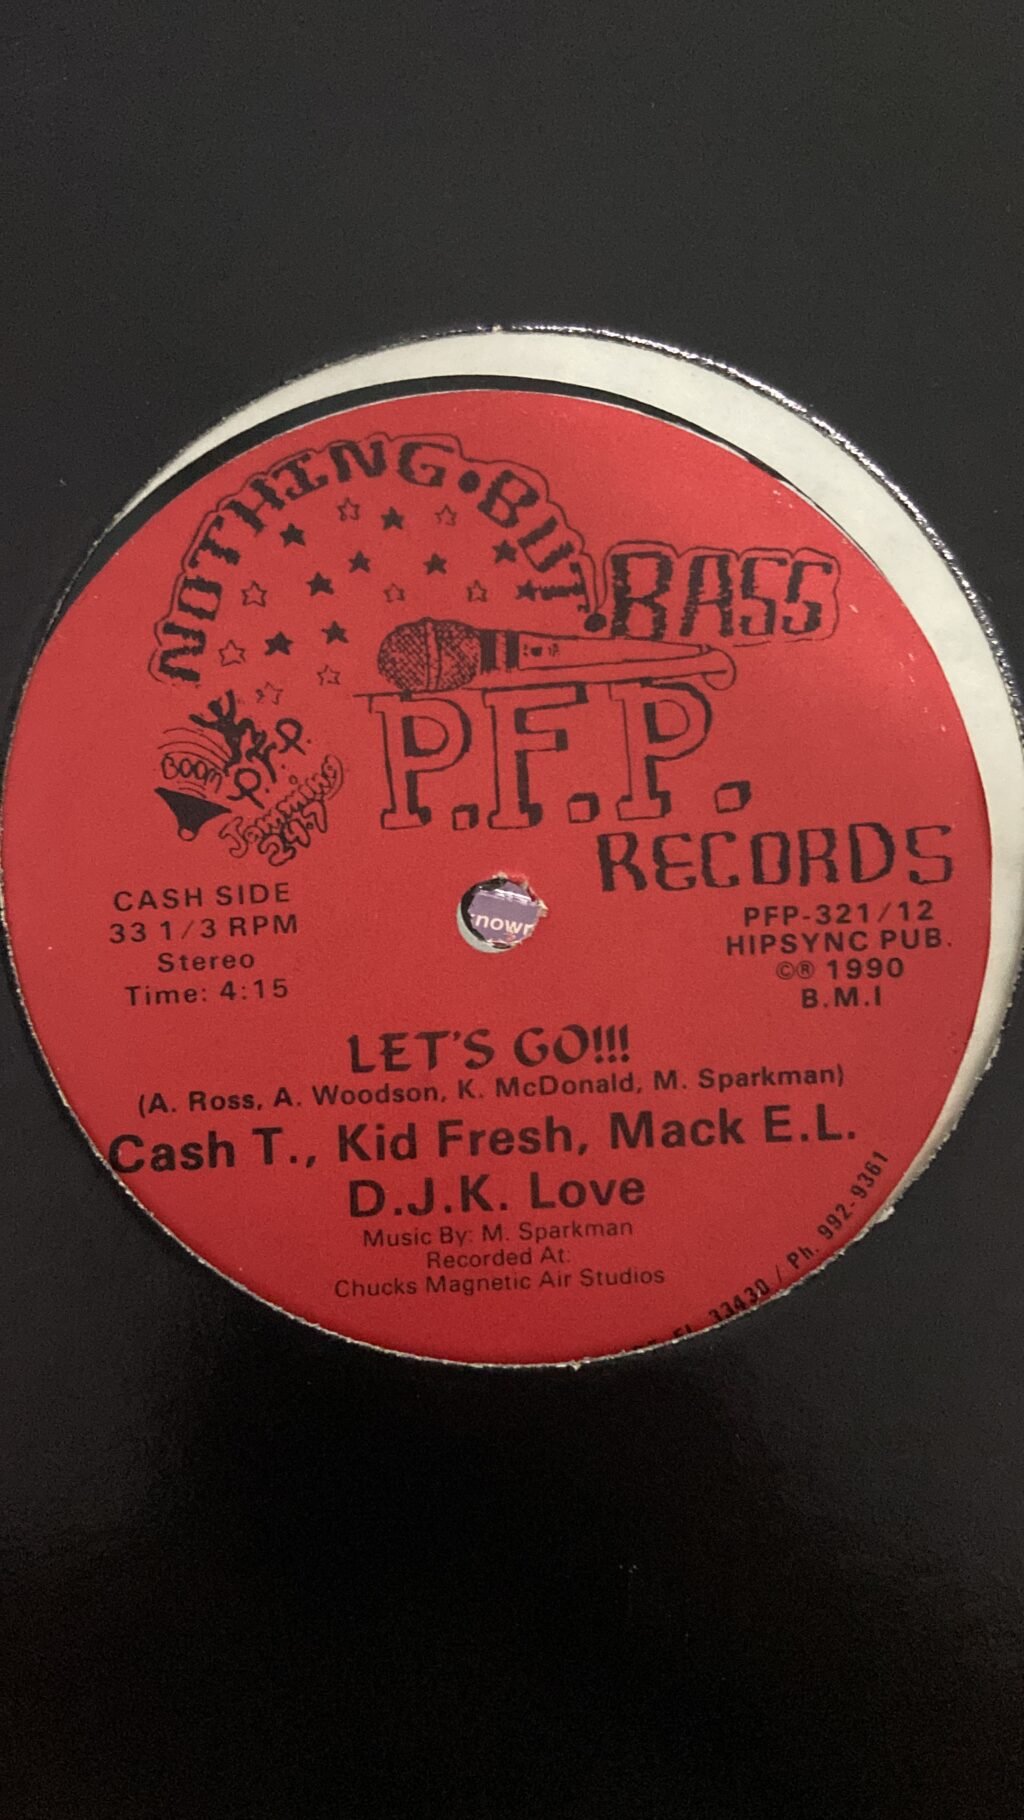 NOTHING • BUT • BASS
P.F.P.
RECORDS
BOOM
P.F.P.
Jamming
24.7
CASH SIDE
33 1/3 RPM
Stereo
Time: 4:15
nown
PFP-321/12
HIPSYNC PUB.
©® 1990
B.M.I
LET'S GO!!!
(A. Ross, A. Woodson, K. McDonald, M. Sparkman)
Cash T., Kid Fresh, Mack E.L.
D.J.K. Love
Music By: M. Sparkman
Recorded At:
Chucks Magnetic Air Studios
FL 33430 / Ph. 992-9361